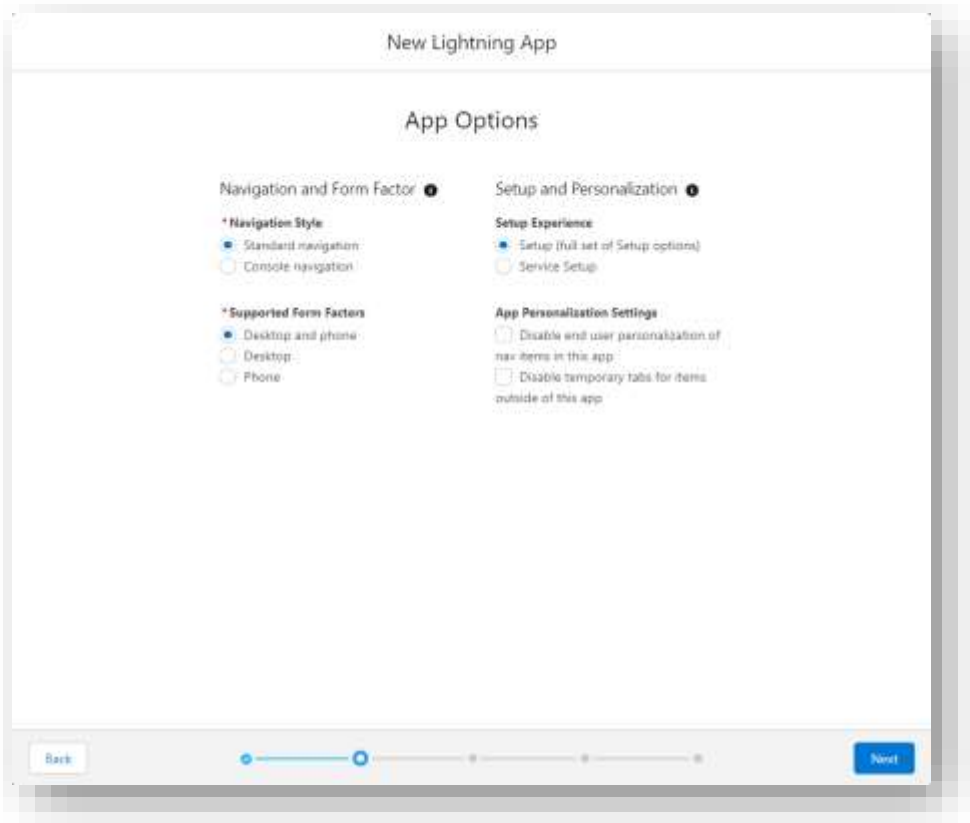 New Lightning App
App Options
Navigation and Form Factor
* Navigation Style
Standard navigation
Console navigation
* Supported Form Factors
Desktop and phone
Desktop
Phone
Setup and Personalization
Setup Experience
Setup (full set of Setup options)
Service Setup
App Personalization Settings
Disable end user personalization of
nav items in this app
Disable temporary tabs for items
outside of this app
Back
Next